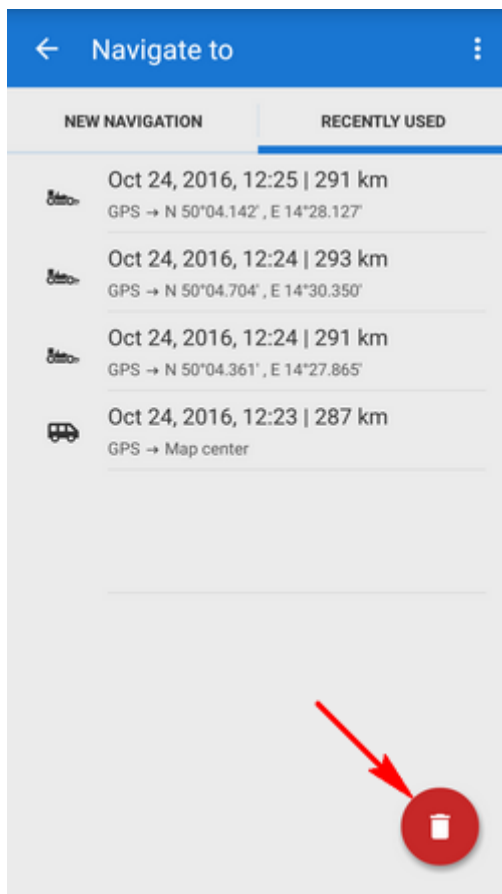 Navigate to
NEW NAVIGATION
RECENTLY USED
Oct 24, 2016, 12:25 | 291 km
GPS → N 50°04.142' , E 14°28.127'
Oct 24, 2016, 12:24 | 293 km
GPS → N 50°04.704' , E 14°30.350'
Oct 24, 2016, 12:24 | 291 km
GPS → N 50°04.361' , E 14°27.865'
Oct 24, 2016, 12:23 | 287 km
GPS → Map center